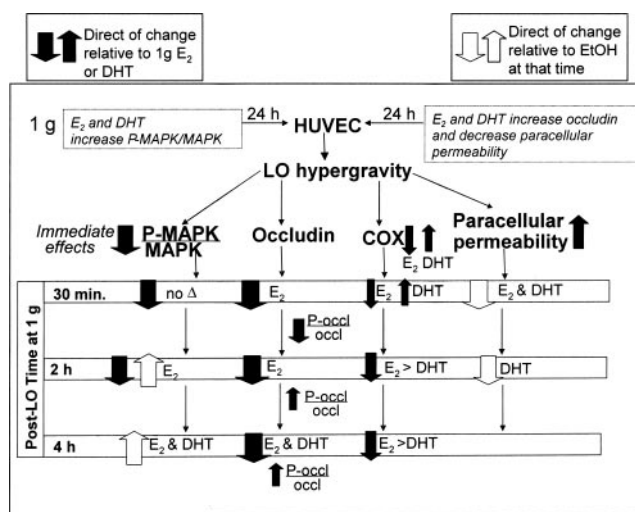 Direct of change
relative to 1g E2
or DHT
Direct of change
relative to EtOH
at that time
1 g
E2 and DHT
increase P-MAPK/MAPK
24 h
HUVEC
24 h
E2 and DHT increase occludin
and decrease paracellular
permeability
LO hypergravity
Immediate
effects
P-MAPK
MAPK
Occludin
COX
E2 DHT
Paracellular
permeability
Post-LO Time at 1 g
30 min.
no Δ
E2
E2
DHT
E2 & DHT
P-occl
occl
2 h
E2
E2
E2 > DHT
DHT
P-occl
occl
4 h
E2 & DHT
E2 & DHT
E2 >DHT
P-occl
occl